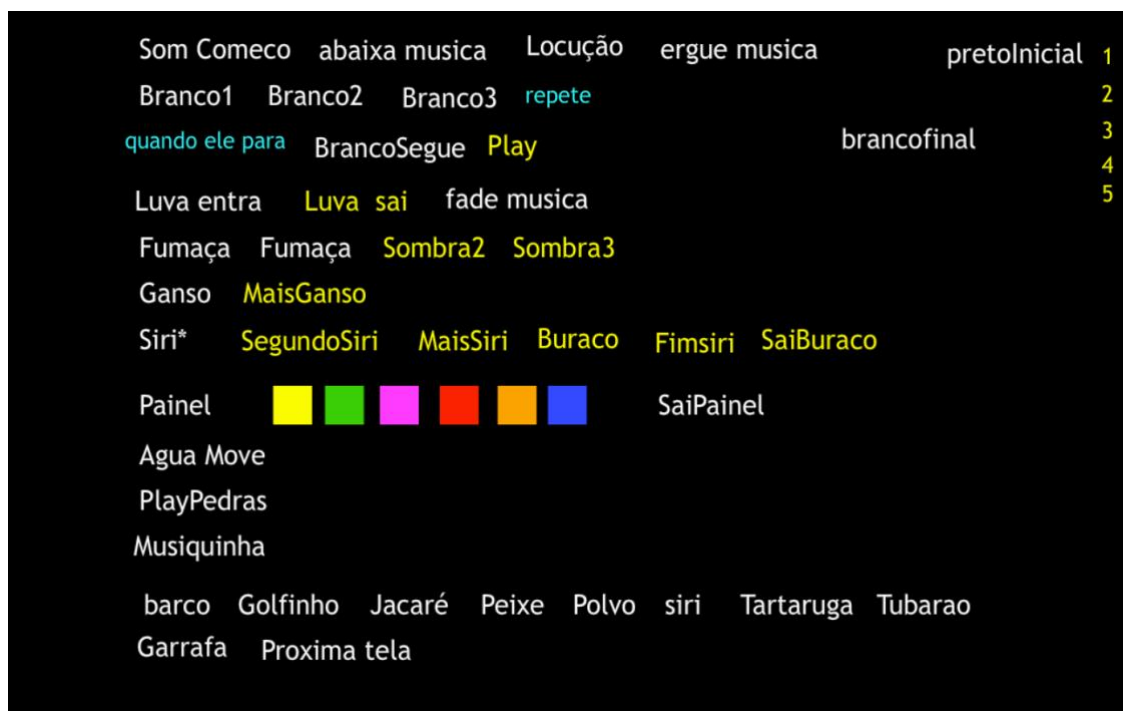 Som Comeco abaixa musica Locução ergue musica pretoInicial 1
Branco1 Branco2 Branco3 repete 2
quando ele para BrancoSegue Play brancofinal 3
4
Luva entra Luva sai fade musica 5
Fumaça Fumaça Sombra2 Sombra3
Ganso MaisGanso
Siri* SegundoSiri MaisSiri Buraco Fimsiri SaiBuraco
Painel SaiPainel
Agua Move
PlayPedras
Musiquinha
barco Golfinho Jacaré Peixe Polvo siri Tartaruga Tubarao
Garrafa Proxima tela